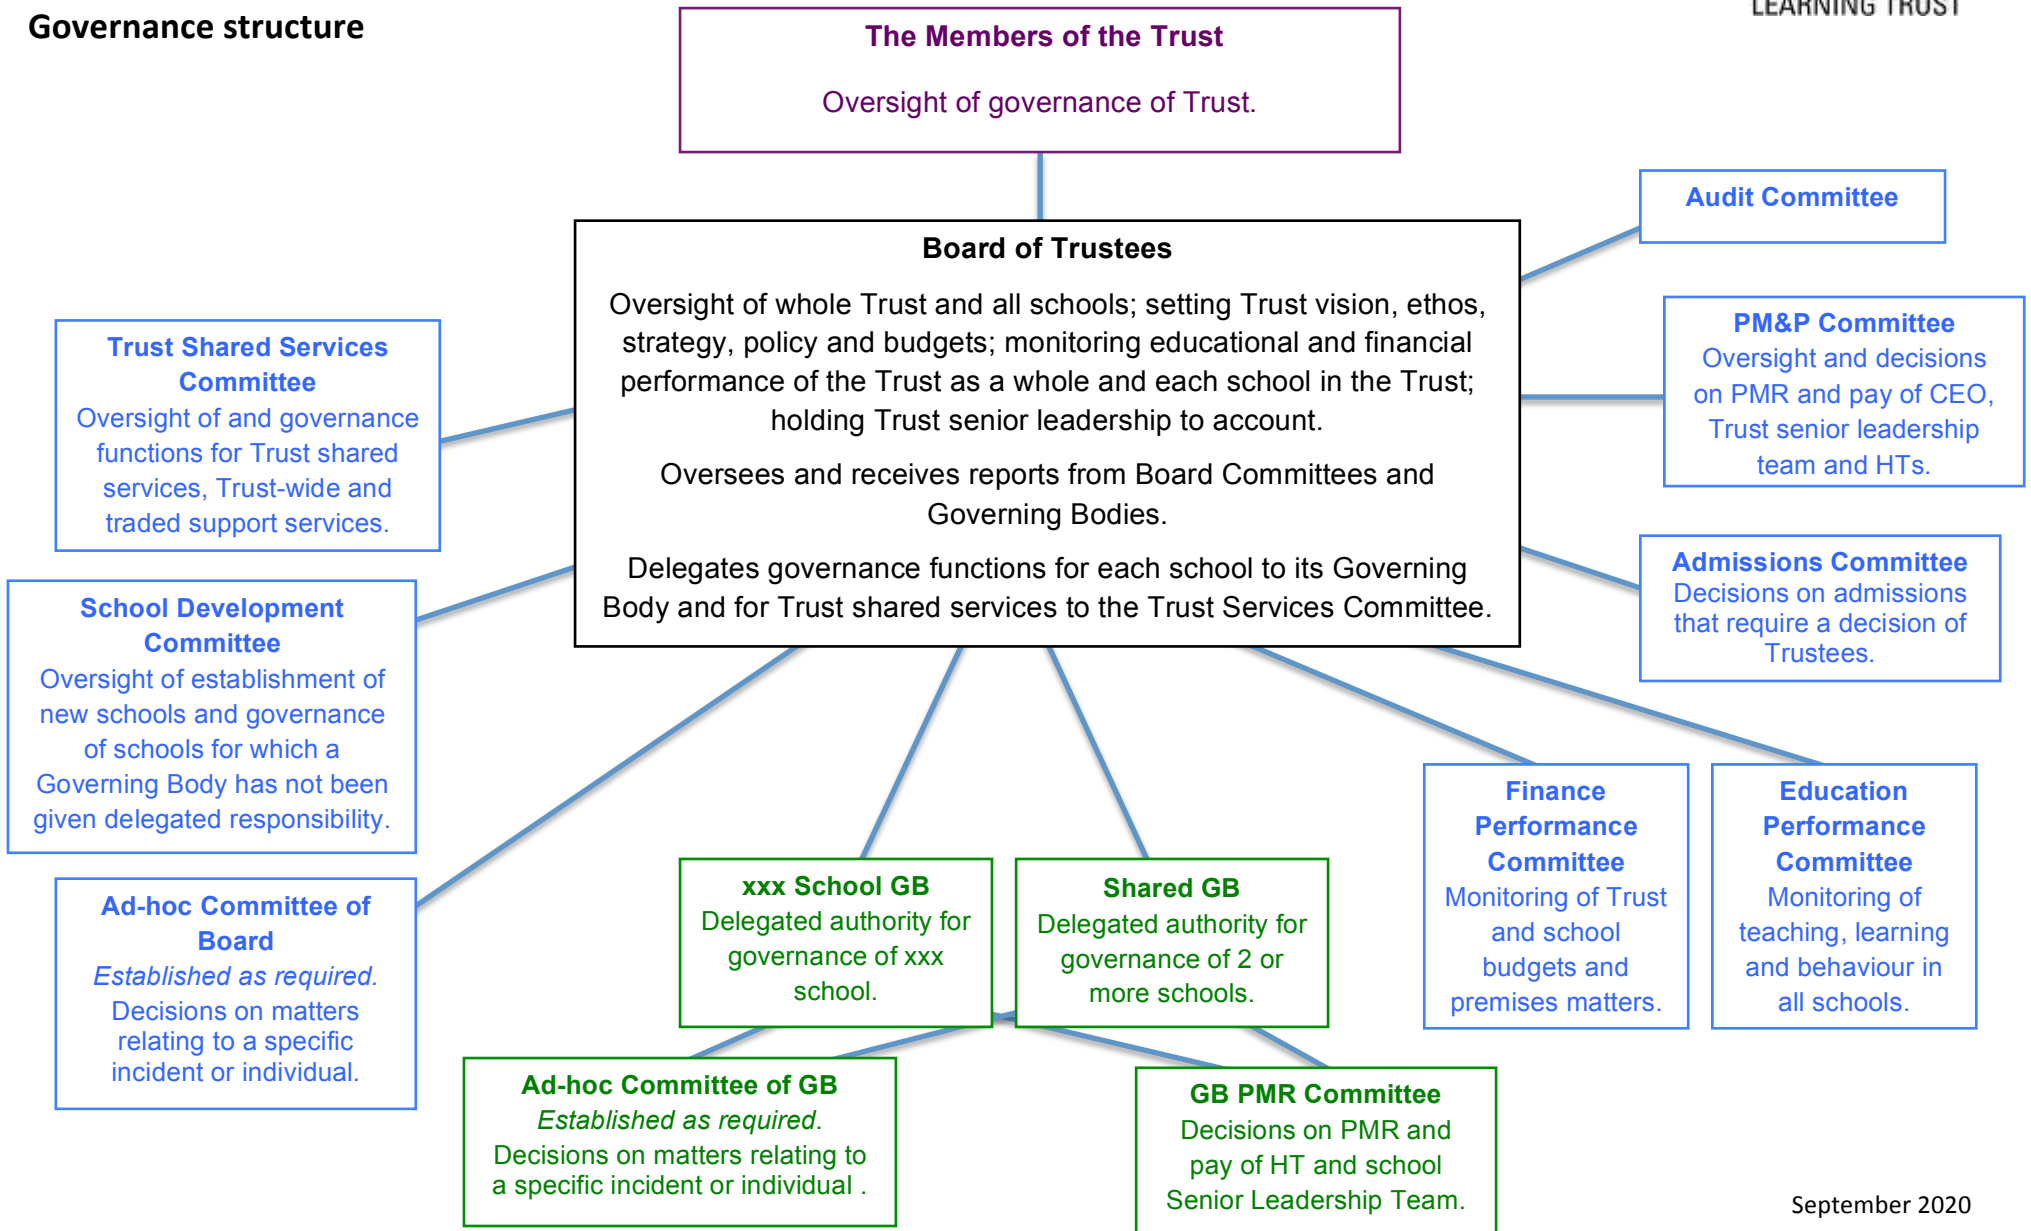 Governance structure
LEARNING TRUST
The Members of the Trust
Oversight of governance of Trust.
Audit Committee
Board of Trustees
Oversight of whole Trust and all schools; setting Trust vision, ethos,
strategy, policy and budgets; monitoring educational and financial
performance of the Trust as a whole and each school in the Trust;
holding Trust senior leadership to account.
Oversees and receives reports from Board Committees and
Governing Bodies.
Delegates governance functions for each school to its Governing
Body and for Trust shared services to the Trust Services Committee.
PM&P Committee
Oversight and decisions
on PMR and pay of CEO,
Trust senior leadership
team and HTs.
Trust Shared Services
Committee
Oversight of and governance
functions for Trust shared
services, Trust-wide and
traded support services.
Admissions Committee
Decisions on admissions
that require a decision of
Trustees.
School Development
Committee
Oversight of establishment of
new schools and governance
of schools for which a
Governing Body has not been
given delegated responsibility.
Finance
Performance
Committee
Monitoring of Trust
and school
budgets and
premises matters.
Education
Performance
Committee
Monitoring of
teaching, learning
and behaviour in
all schools.
Ad-hoc Committee of
Board
Established as required.
Decisions on matters
relating to a specific
incident or individual.
xxx School GB
Delegated authority for
governance of xxx
school.
Shared GB
Delegated authority for
governance of 2 or
more schools.
Ad-hoc Committee of GB
Established as required.
Decisions on matters relating to
a specific incident or individual .
GB PMR Committee
Decisions on PMR and
pay of HT and school
Senior Leadership Team.
September 2020